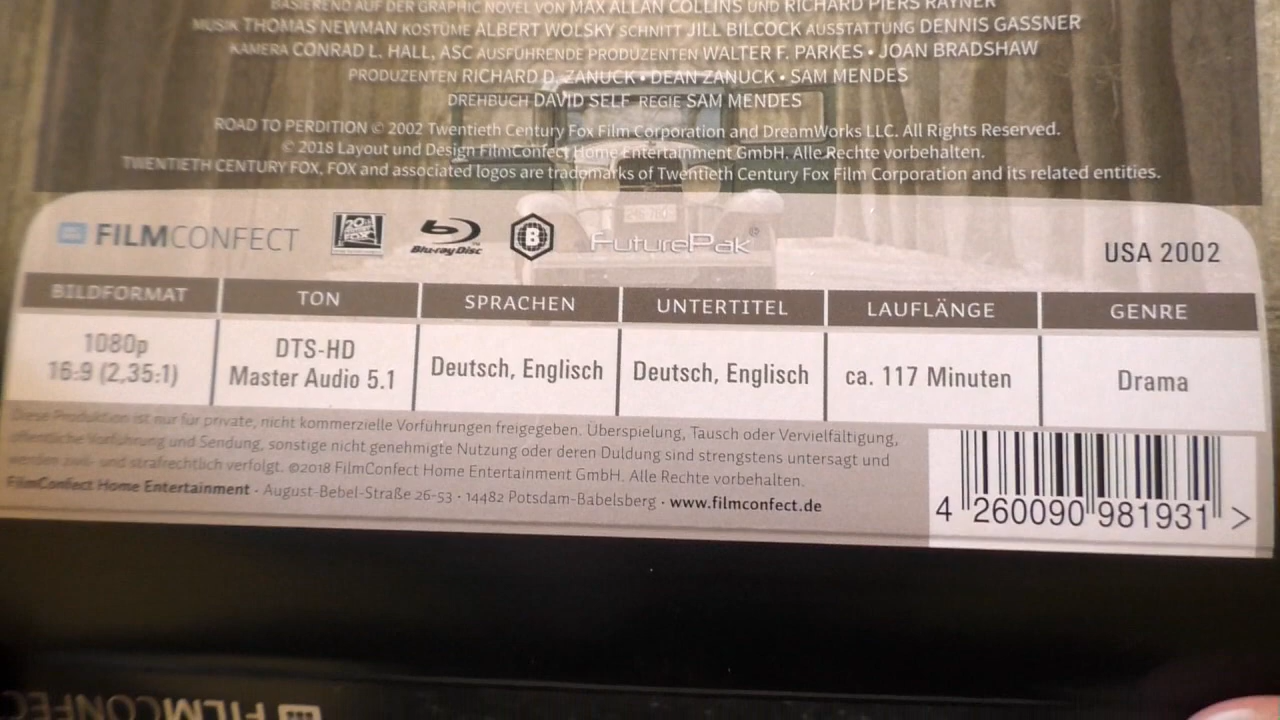 BASIEREND AUF DER GRAPHIC NOVEL VON MAX ALLAN COLLINS UND RICHARD PIERS RAYNER
MUSIK THOMAS NEWMAN KOSTÜME ALBERT WOLSKY SCHNITT JILL BILCOCK AUSSTATTUNG DENNIS GASSNER
KAMERA CONRAD L. HALL, ASC AUSFÜHRENDE PRODUZENTEN WALTER F. PARKES • JOAN BRADSHAW
PRODUZENTEN RICHARD D. ZANUCK • DEAN ZANUCK • SAM MENDES
DREHBUCH DAVID SELF REGIE SAM MENDES
ROAD TO PERDITION © 2002 Twentieth Century Fox Film Corporation and DreamWorks LLC. All Rights Reserved.
© 2018 Layout und Design FilmConfect Home Entertainment GmbH. Alle Rechte vorbehalten.
TWENTIETH CENTURY FOX, FOX and associated logos are trademarks of Twentieth Century Fox Film Corporation and its related entities.
FILMCONFECT 20th CENTURY FOX Blu-ray Disc™ B FuturePak® USA 2002
BILDFORMAT TON SPRACHEN UNTERTITEL LAUFLÄNGE GENRE
1080p
16:9 (2,35:1)
DTS-HD
Master Audio 5.1
Deutsch, Englisch
Deutsch, Englisch
ca. 117 Minuten
Drama
Diese Produktion ist nur für private, nicht kommerzielle Vorführungen freigegeben. Überspielung, Tausch oder Vervielfältigung,
öffentliche Vorführung und Sendung, sonstige nicht genehmigte Nutzung oder deren Duldung sind strengstens untersagt und
werden zivil- und strafrechtlich verfolgt. ©2018 FilmConfect Home Entertainment GmbH. Alle Rechte vorbehalten.
FilmConfect Home Entertainment · August-Bebel-Straße 26-53 · 14482 Potsdam-Babelsberg · www.filmconfect.de
4 260090 981931 >
FILMCONFEC